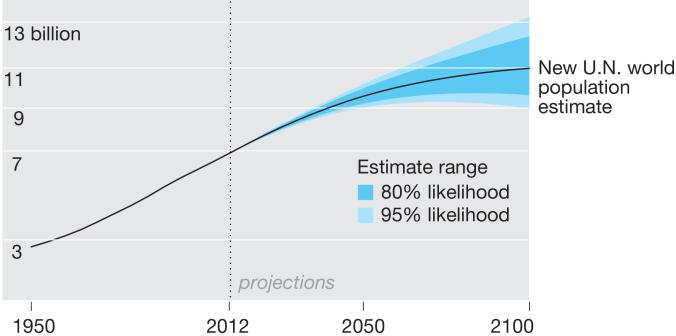 13 billion
11
9
7
3
New U.N. world
population
estimate
Estimate range
80% likelihood
95% likelihood
projections
1950
2012
2050
2100